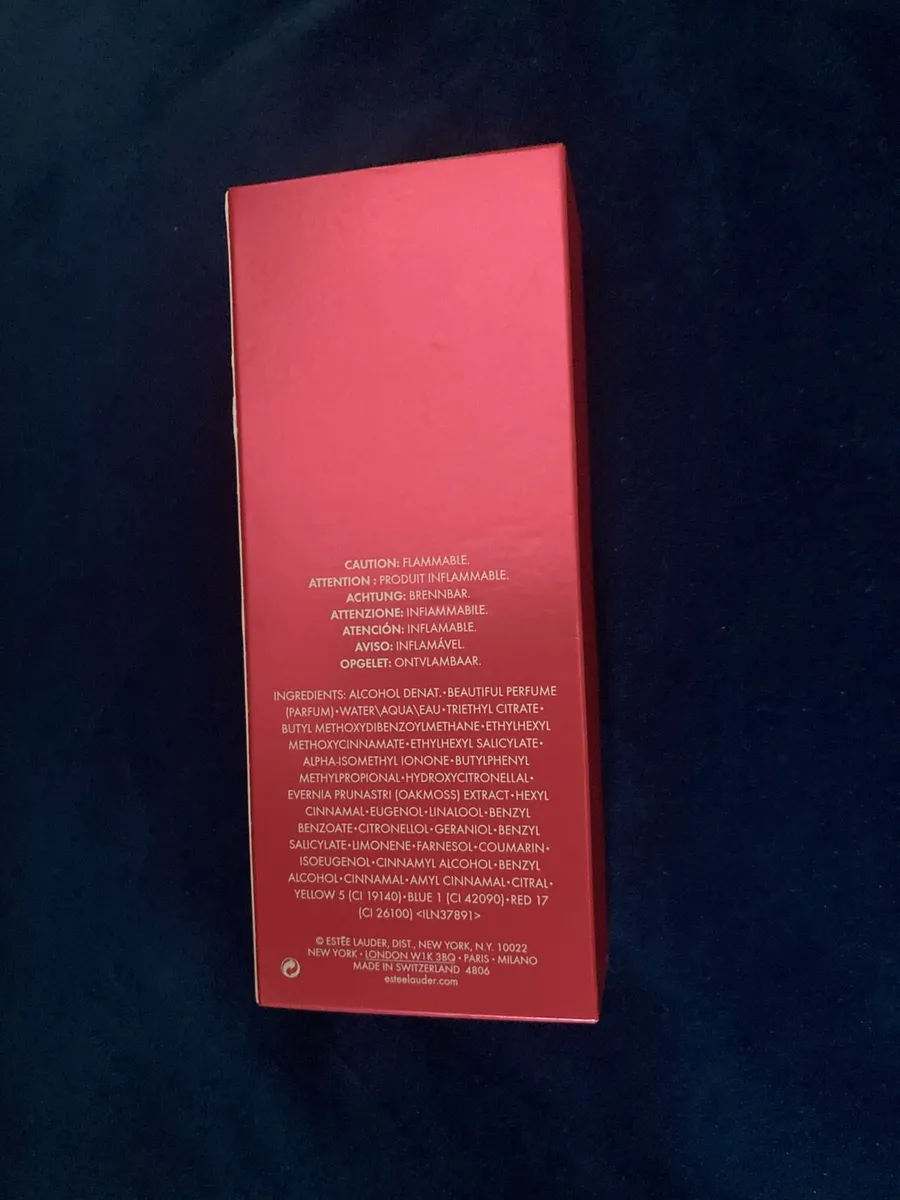 CAUTION: FLAMMABLE.
ATTENTION : PRODUIT INFLAMMABLE.
ACHTUNG: BRENNBAR.
ATTENZIONE: INFIAMMABILE.
ATENCIÓN: INFLAMABLE.
AVISO: INFLAMÁVEL.
OPGELET: ONTVLAMBAAR.
INGREDIENTS: ALCOHOL DENAT.•BEAUTIFUL PERFUME
(PARFUM)•WATER\AQUA\EAU•TRIETHYL CITRATE•
BUTYL METHOXYDIBENZOYLMETHANE•ETHYLHEXYL
METHOXYCINNAMATE•ETHYLHEXYL SALICYLATE•
ALPHA-ISOMETHYL IONONE•BUTYLPHENYL
METHYLPROPIONAL•HYDROXYCITRONELLAL•
EVERNIA PRUNASTRI (OAKMOSS) EXTRACT•HEXYL
CINNAMAL•EUGENOL•LINALOOL•BENZYL
BENZOATE•CITRONELLOL•GERANIOL•BENZYL
SALICYLATE•LIMONENE•FARNESOL•COUMARIN•
ISOEUGENOL•CINNAMYL ALCOHOL•BENZYL
ALCOHOL•CINNAMAL•AMYL CINNAMAL•CITRAL•
YELLOW 5 (CI 19140)•BLUE 1 (CI 42090)•RED 17
(CI 26100) <ILN37891>
© ESTĒE LAUDER, DIST., NEW YORK, N.Y. 10022
NEW YORK • LONDON W1K 3BQ • PARIS • MILANO
MADE IN SWITZERLAND 4806
esteelauder.com